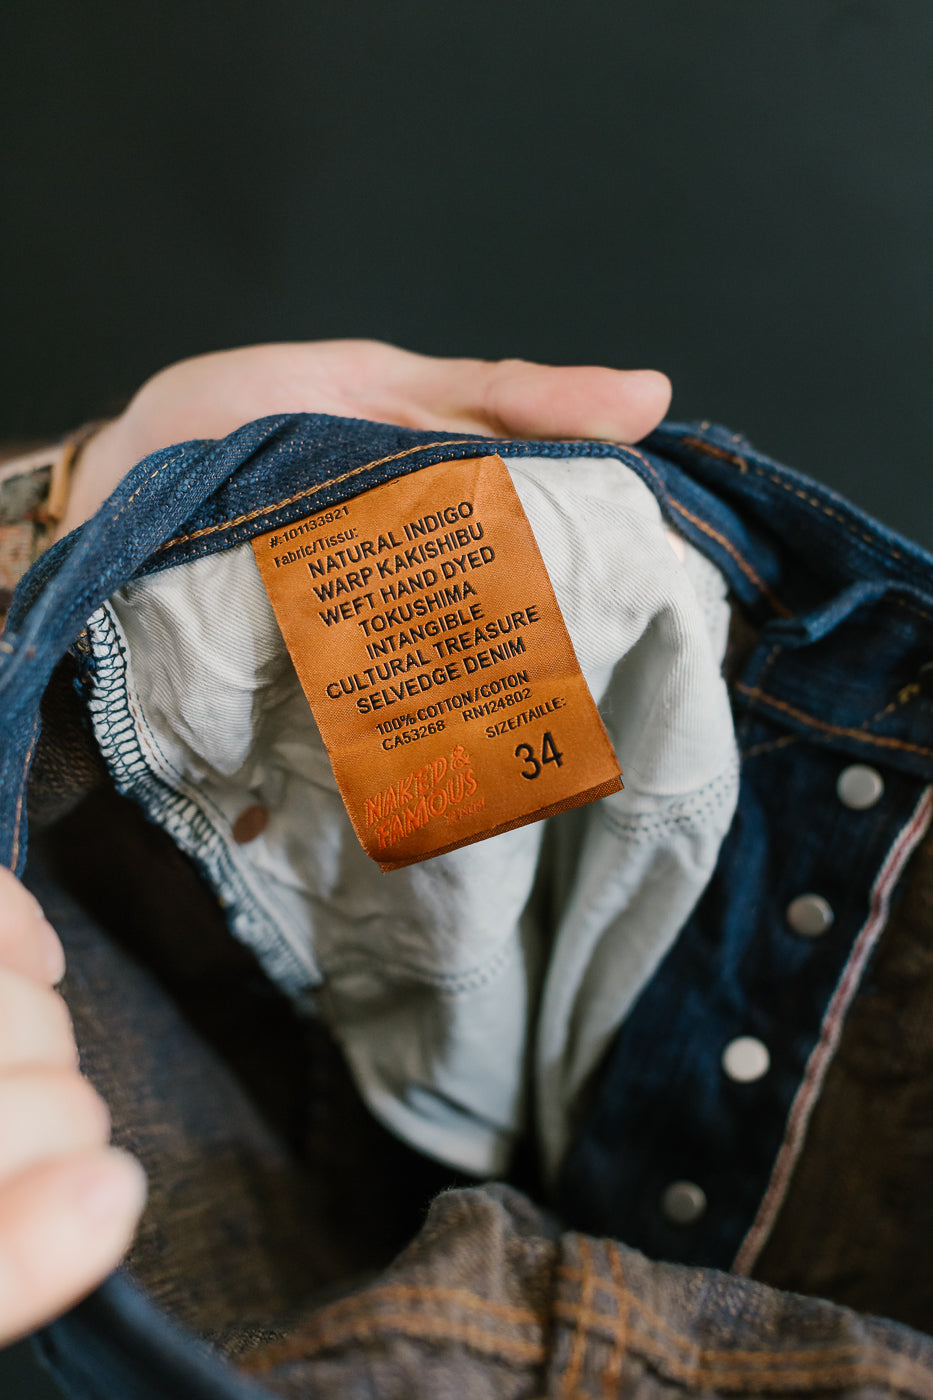 #:101133921
Fabric/Tissu:
NATURAL INDIGO
WARP KAKISHIBU
WEFT HAND DYED
TOKUSHIMA
INTANGIBLE
CULTURAL TREASURE
SELVEDGE DENIM
100% COTTON/COTON
CA53268 RN124802
SIZE/TAILLE:
34
NAKED &
FAMOUS